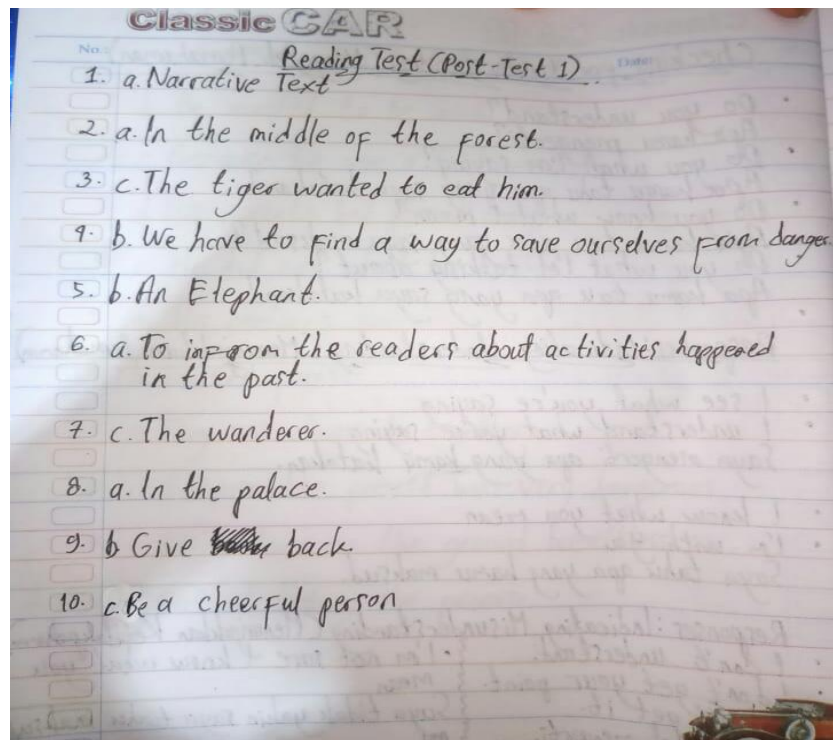 Classic CAR
No.:
Date:
Reading Test (Post-Test 1)
1. a. Narrative Text
2. a. In the middle of the forest.
3. c. The tiger wanted to eat him.
4. b. We have to find a way to save ourselves from danger.
5. b. An Elephant.
6. a. To infrom the readers about activities happened
in the past.
7. c. The wanderer.
8. a. In the palace.
9. b Give back.
10. c. Be a cheerful person